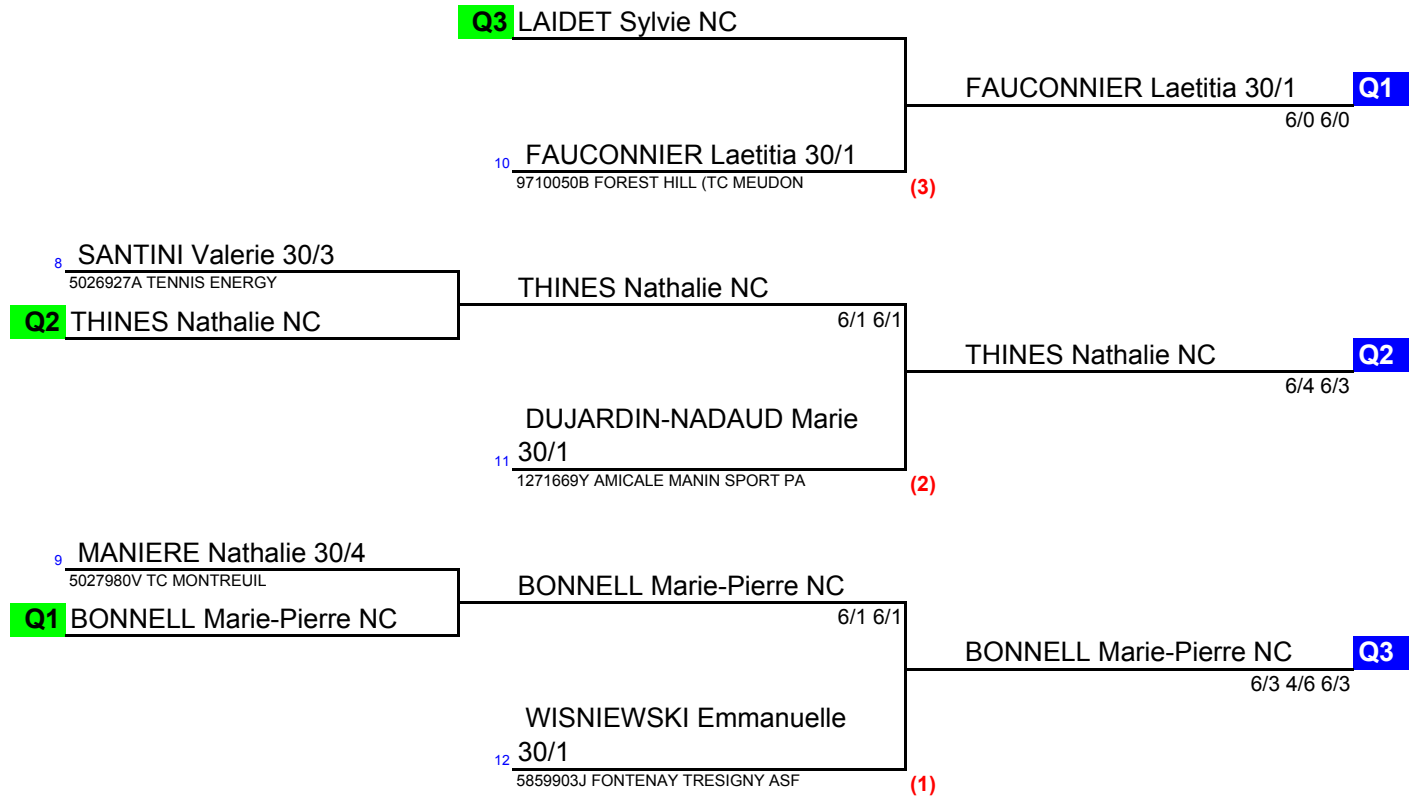 Q3 LAIDET Sylvie NC
FAUCONNIER Laetitia 30/1 Q1
6/0 6/0
10 FAUCONNIER Laetitia 30/1
9710050B FOREST HILL (TC MEUDON
(3)
8 SANTINI Valerie 30/3
5026927A TENNIS ENERGY
THINES Nathalie NC
6/1 6/1
Q2 THINES Nathalie NC
THINES Nathalie NC Q2
6/4 6/3
DUJARDIN-NADAUD Marie
11 30/1
1271669Y AMICALE MANIN SPORT PA
(2)
9 MANIERE Nathalie 30/4
5027980V TC MONTREUIL
BONNELL Marie-Pierre NC
6/1 6/1
Q1 BONNELL Marie-Pierre NC
BONNELL Marie-Pierre NC Q3
6/3 4/6 6/3
WISNIEWSKI Emmanuelle
12 30/1
5859903J FONTENAY TRESIGNY ASF
(1)